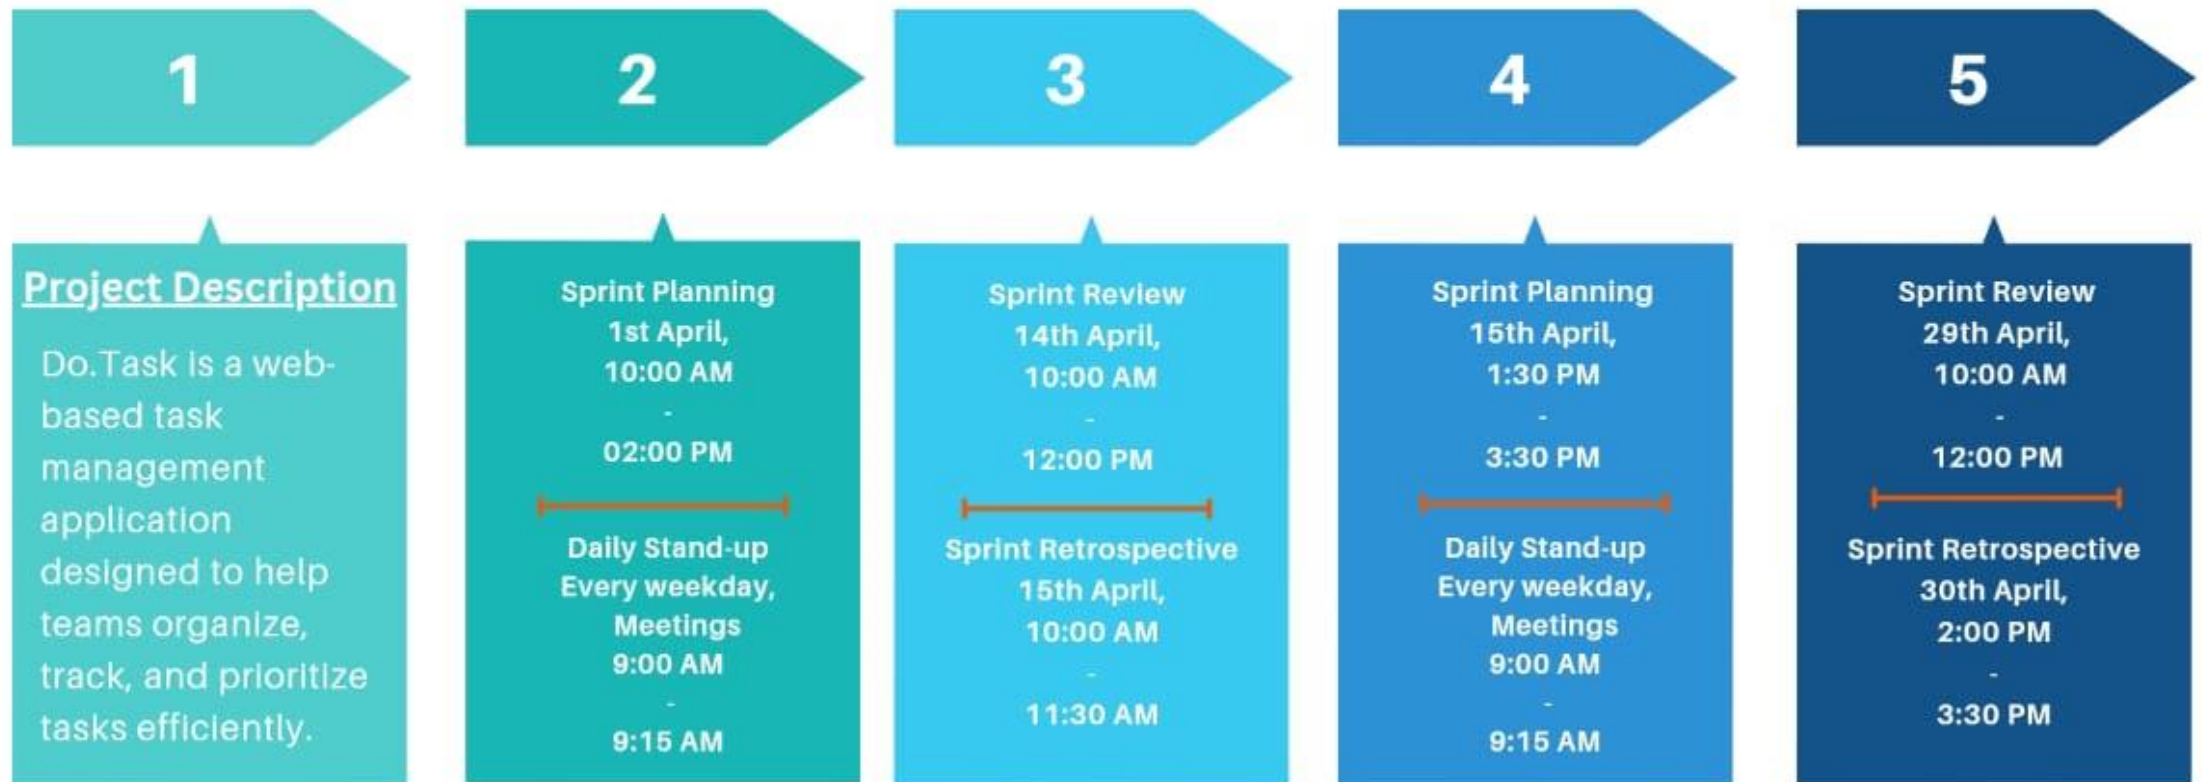 1
2
3
4
5
Project Description
Do.Task is a web-
based task
management
application
designed to help
teams organize,
track, and prioritize
tasks efficiently.
Sprint Planning
1st April,
10:00 AM
-
02:00 PM
Daily Stand-up
Every weekday,
Meetings
9:00 AM
-
9:15 AM
Sprint Review
14th April,
10:00 AM
-
12:00 PM
Sprint Retrospective
15th April,
10:00 AM
-
11:30 AM
Sprint Planning
15th April,
1:30 PM
-
3:30 PM
Daily Stand-up
Every weekday,
Meetings
9:00 AM
-
9:15 AM
Sprint Review
29th April,
10:00 AM
-
12:00 PM
Sprint Retrospective
30th April,
2:00 PM
-
3:30 PM